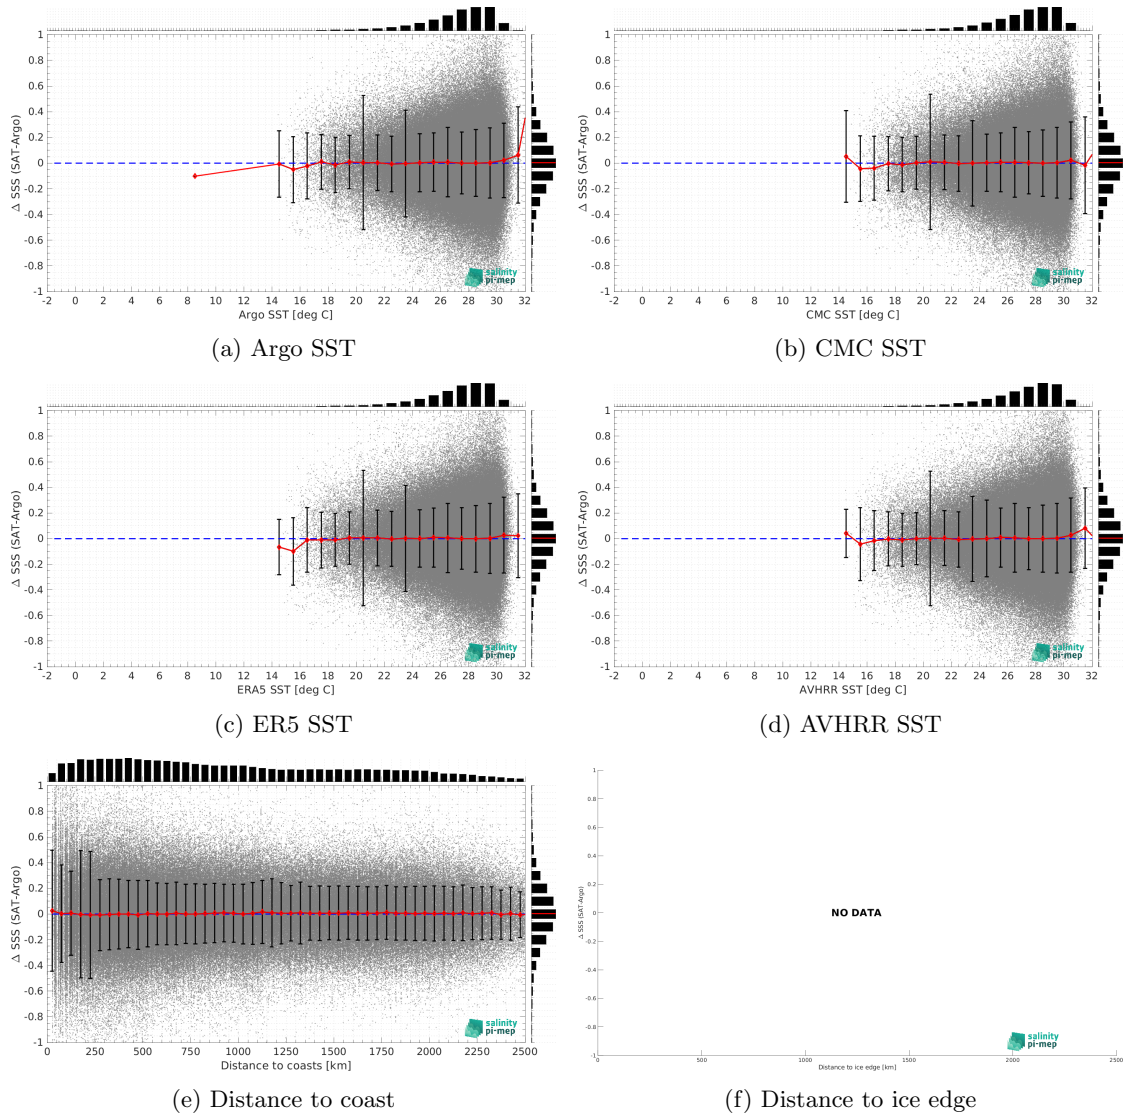 1
0.8
0.6
0.4
0.2
0
-0.2
-0.4
-0.6
-0.8
-1
Δ SSS (SAT-Argo)
salinity
pi-mep
-2 0 2 4 6 8 10 12 14 16 18 20 22 24 26 28 30 32
Argo SST [deg C]
(a) Argo SST
1
0.8
0.6
0.4
0.2
0
-0.2
-0.4
-0.6
-0.8
-1
Δ SSS (SAT-Argo)
salinity
pi-mep
-2 0 2 4 6 8 10 12 14 16 18 20 22 24 26 28 30 32
CMC SST [deg C]
(b) CMC SST
1
0.8
0.6
0.4
0.2
0
-0.2
-0.4
-0.6
-0.8
-1
Δ SSS (SAT-Argo)
salinity
pi-mep
-2 0 2 4 6 8 10 12 14 16 18 20 22 24 26 28 30 32
ERA5 SST [deg C]
(c) ER5 SST
1
0.8
0.6
0.4
0.2
0
-0.2
-0.4
-0.6
-0.8
-1
Δ SSS (SAT-Argo)
salinity
pi-mep
-2 0 2 4 6 8 10 12 14 16 18 20 22 24 26 28 30 32
AVHRR SST [deg C]
(d) AVHRR SST
1
0.8
0.6
0.4
0.2
0
-0.2
-0.4
-0.6
-0.8
-1
Δ SSS (SAT-Argo)
salinity
pi-mep
0 250 500 750 1000 1250 1500 1750 2000 2250 2500
Distance to coasts [km]
(e) Distance to coast
1
0.8
0.6
0.4
0.2
0
-0.2
-0.4
-0.6
-0.8
-1
Δ SSS (SAT-Argo)
NO DATA
salinity
pi-mep
0 500 1000 1500 2000 2500
Distance to ice edge [km]
(f) Distance to ice edge